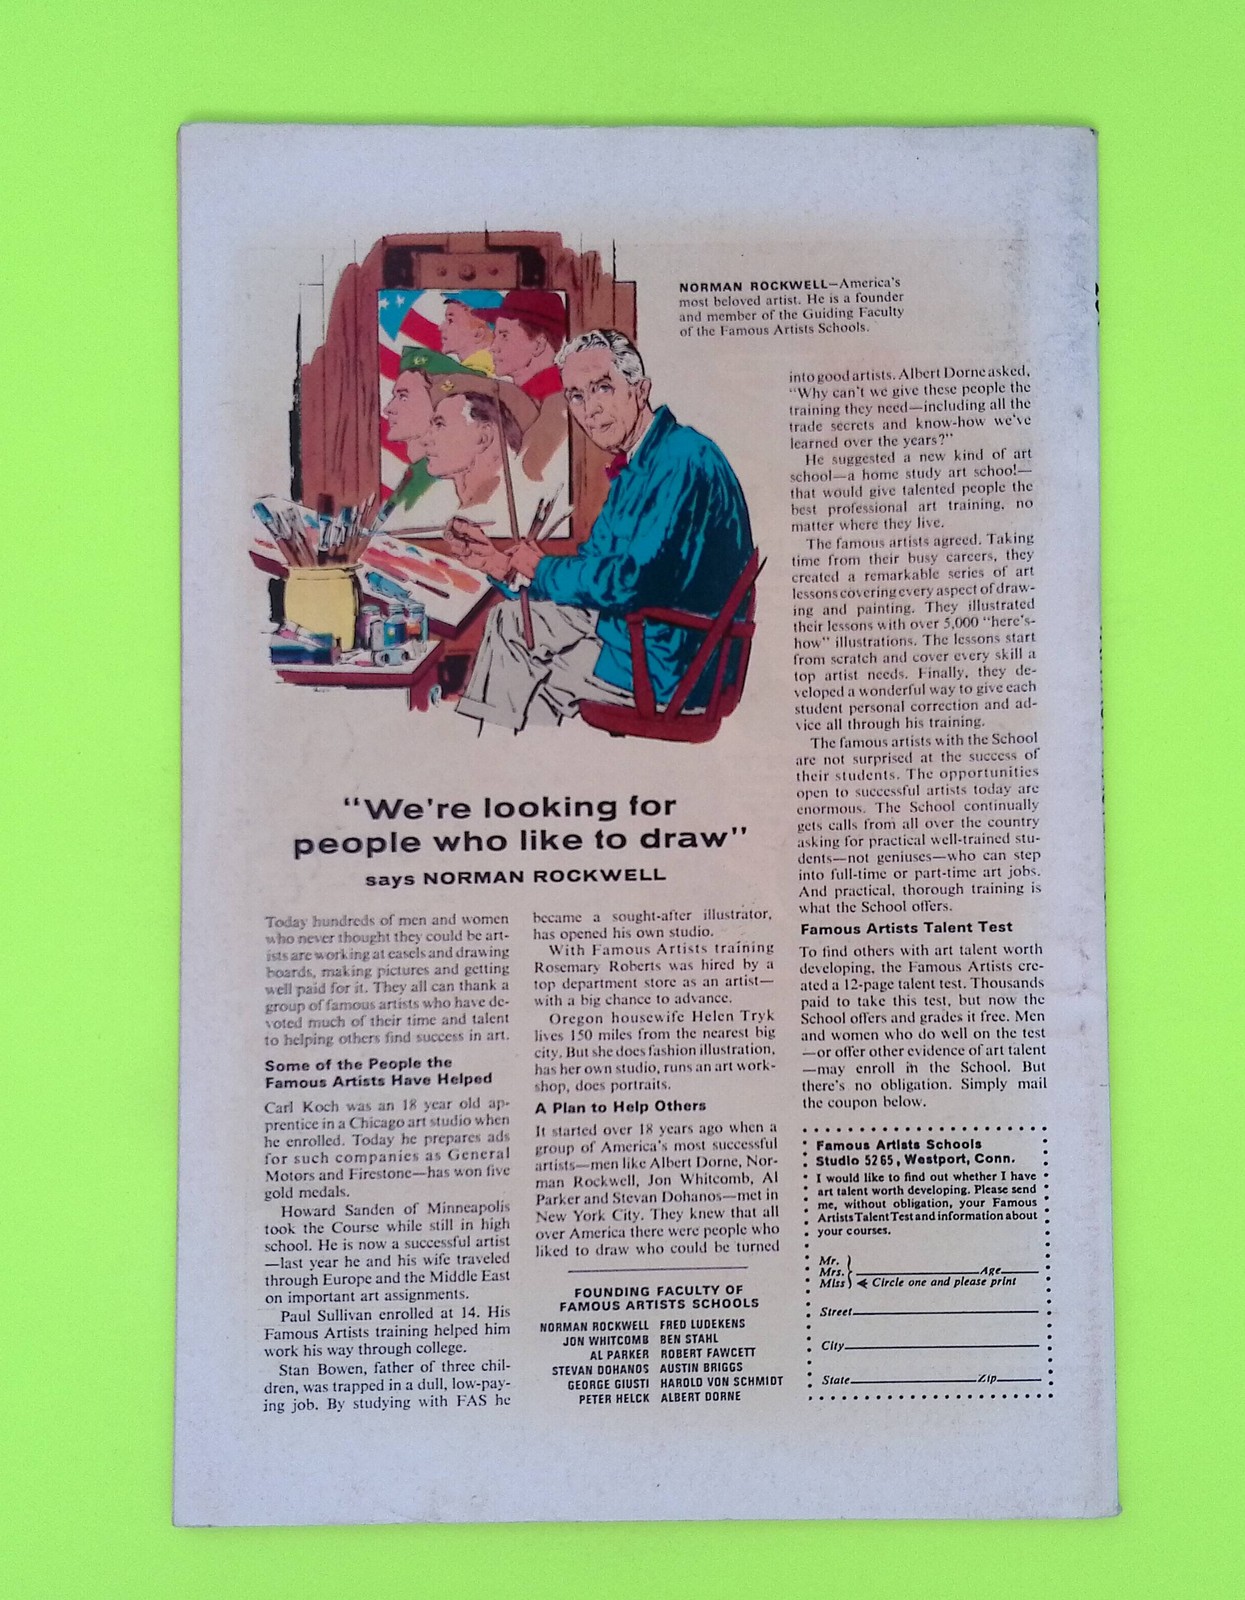 NORMAN ROCKWELL—America's
most beloved artist. He is a founder
and member of the Guiding Faculty
of the Famous Artists Schools.
"We're looking for
people who like to draw"
says NORMAN ROCKWELL
Today hundreds of men and women
who never thought they could be art-
ists are working at easels and drawing
boards, making pictures and getting
well paid for it. They all can thank a
group of famous artists who have de-
voted much of their time and talent
to helping others find success in art.
Some of the People the
Famous Artists Have Helped
Carl Koch was an 18 year old ap-
prentice in a Chicago art studio when
he enrolled. Today he prepares ads
for such companies as General
Motors and Firestone—has won five
gold medals.
Howard Sanden of Minneapolis
took the Course while still in high
school. He is now a successful artist
—last year he and his wife traveled
through Europe and the Middle East
on important art assignments.
Paul Sullivan enrolled at 14. His
Famous Artists training helped him
work his way through college.
Stan Bowen, father of three chil-
dren, was trapped in a dull, low-pay-
ing job. By studying with FAS he
became a sought-after illustrator,
has opened his own studio.
With Famous Artists training
Rosemary Roberts was hired by a
top department store as an artist—
with a big chance to advance.
Oregon housewife Helen Tryk
lives 150 miles from the nearest big
city. But she does fashion illustration,
has her own studio, runs an art work-
shop, does portraits.
A Plan to Help Others
It started over 18 years ago when a
group of America's most successful
artists—men like Albert Dorne, Nor-
man Rockwell, Jon Whitcomb, Al
Parker and Stevan Dohanos—met in
New York City. They knew that all
over America there were people who
liked to draw who could be turned
FOUNDING FACULTY OF
FAMOUS ARTISTS SCHOOLS
NORMAN ROCKWELL FRED LUDEKENS
JON WHITCOMB BEN STAHL
AL PARKER ROBERT FAWCETT
STEVAN DOHANOS AUSTIN BRIGGS
GEORGE GIUSTI HAROLD VON SCHMIDT
PETER HELCK ALBERT DORNE
into good artists. Albert Dorne asked,
"Why can't we give these people the
training they need—including all the
trade secrets and know-how we've
learned over the years?"
He suggested a new kind of art
school—a home study art school—
that would give talented people the
best professional art training, no
matter where they live.
The famous artists agreed. Taking
time from their busy careers, they
created a remarkable series of art
lessons covering every aspect of draw-
ing and painting. They illustrated
their lessons with over 5,000 "here's-
how" illustrations. The lessons start
from scratch and cover every skill a
top artist needs. Finally, they de-
veloped a wonderful way to give each
student personal correction and ad-
vice all through his training.
The famous artists with the School
are not surprised at the success of
their students. The opportunities
open to successful artists today are
enormous. The School continually
gets calls from all over the country
asking for practical well-trained stu-
dents—not geniuses—who can step
into full-time or part-time art jobs.
And practical, thorough training is
what the School offers.
Famous Artists Talent Test
To find others with art talent worth
developing, the Famous Artists cre-
ated a 12-page talent test. Thousands
paid to take this test, but now the
School offers and grades it free. Men
and women who do well on the test
—or offer other evidence of art talent
—may enroll in the School. But
there's no obligation. Simply mail
the coupon below.
Famous Artists Schools
Studio 5265, Westport, Conn.
I would like to find out whether I have
art talent worth developing. Please send
me, without obligation, your Famous
Artists Talent Test and information about
your courses.
Mr.
Mrs. Age
Miss Circle one and please print
Street
City
State Zip